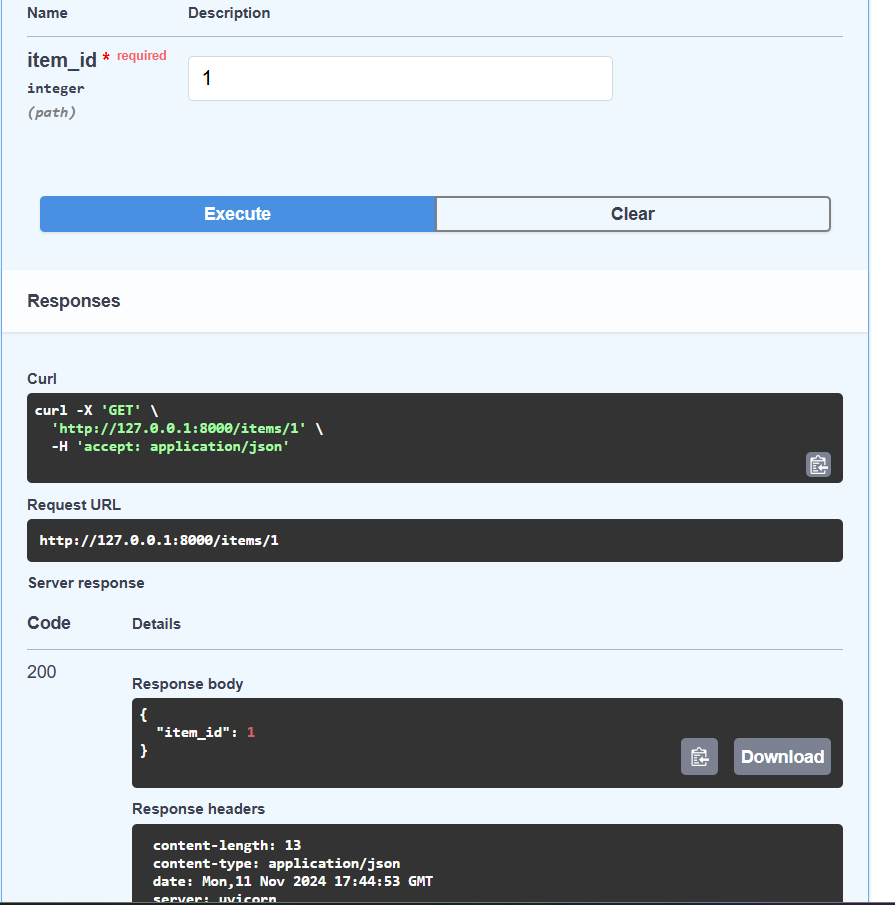 Name Description
item_id * required
integer
(path)
1
Execute Clear
Responses
Curl
curl -X 'GET' \
  'http://127.0.0.1:8000/items/1' \
  -H 'accept: application/json'
Request URL
http://127.0.0.1:8000/items/1
Server response
Code Details
200
Response body
{
  "item_id": 1
}
Download
Response headers
content-length: 13
content-type: application/json
date: Mon,11 Nov 2024 17:44:53 GMT
server: uvicorn